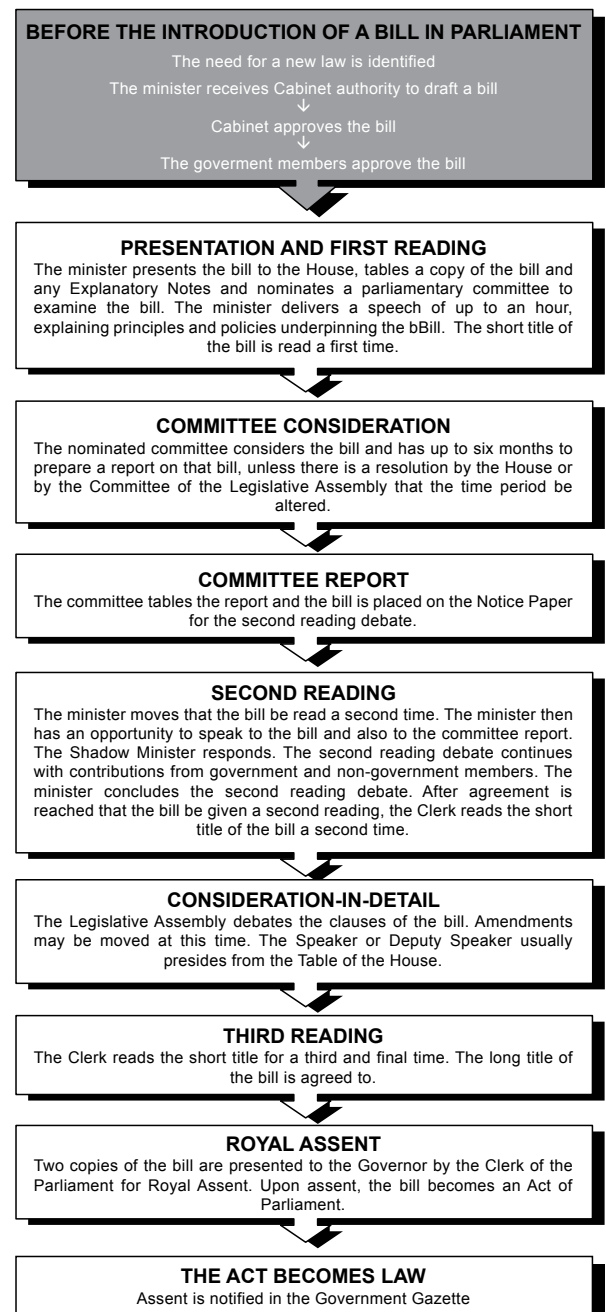 BEFORE THE INTRODUCTION OF A BILL IN PARLIAMENT
The need for a new law is identified
The minister receives Cabinet authority to draft a bill
↓
Cabinet approves the bill
↓
The goverment members approve the bill
PRESENTATION AND FIRST READING
The minister presents the bill to the House, tables a copy of the bill and
any Explanatory Notes and nominates a parliamentary committee to
examine the bill. The minister delivers a speech of up to an hour,
explaining principles and policies underpinning the bBill. The short title of
the bill is read a first time.
COMMITTEE CONSIDERATION
The nominated committee considers the bill and has up to six months to
prepare a report on that bill, unless there is a resolution by the House or
by the Committee of the Legislative Assembly that the time period be
altered.
COMMITTEE REPORT
The committee tables the report and the bill is placed on the Notice Paper
for the second reading debate.
SECOND READING
The minister moves that the bill be read a second time. The minister then
has an opportunity to speak to the bill and also to the committee report.
The Shadow Minister responds. The second reading debate continues
with contributions from government and non-government members. The
minister concludes the second reading debate. After agreement is
reached that the bill be given a second reading, the Clerk reads the short
title of the bill a second time.
CONSIDERATION-IN-DETAIL
The Legislative Assembly debates the clauses of the bill. Amendments
may be moved at this time. The Speaker or Deputy Speaker usually
presides from the Table of the House.
THIRD READING
The Clerk reads the short title for a third and final time. The long title of
the bill is agreed to.
ROYAL ASSENT
Two copies of the bill are presented to the Governor by the Clerk of the
Parliament for Royal Assent. Upon assent, the bill becomes an Act of
Parliament.
THE ACT BECOMES LAW
Assent is notified in the Government Gazette